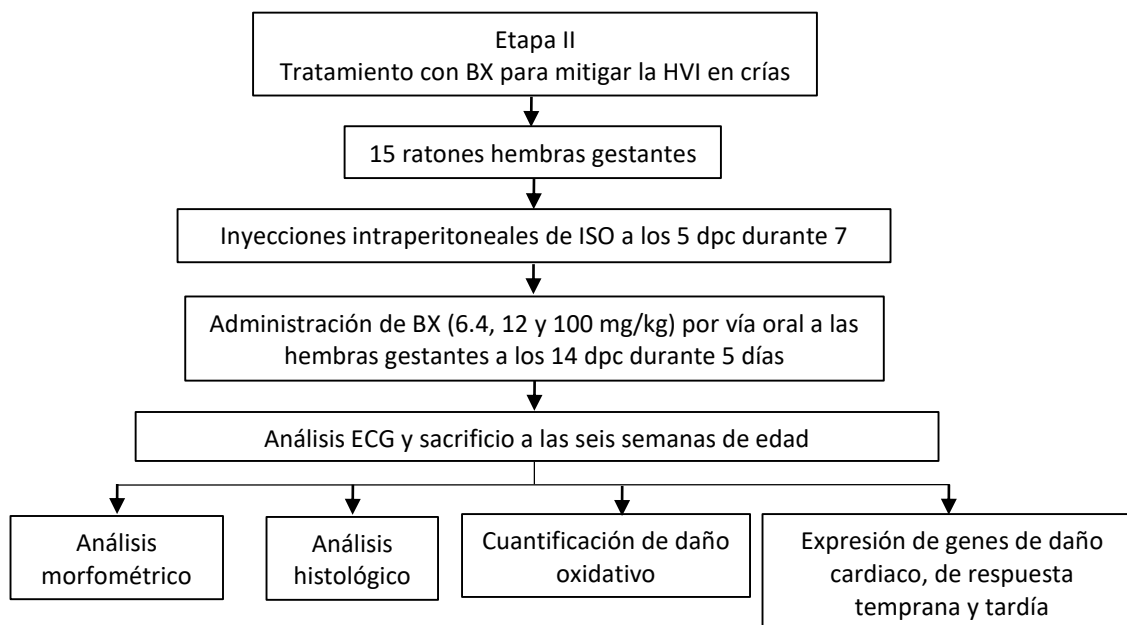 Etapa II
Tratamiento con BX para mitigar la HVI en crías
15 ratones hembras gestantes
Inyecciones intraperitoneales de ISO a los 5 dpc durante 7
Administración de BX (6.4, 12 y 100 mg/kg) por vía oral a las
hembras gestantes a los 14 dpc durante 5 días
Análisis ECG y sacrificio a las seis semanas de edad
Análisis
morfométrico
Análisis
histológico
Cuantificación de daño
oxidativo
Expresión de genes de daño
cardiaco, de respuesta
temprana y tardía